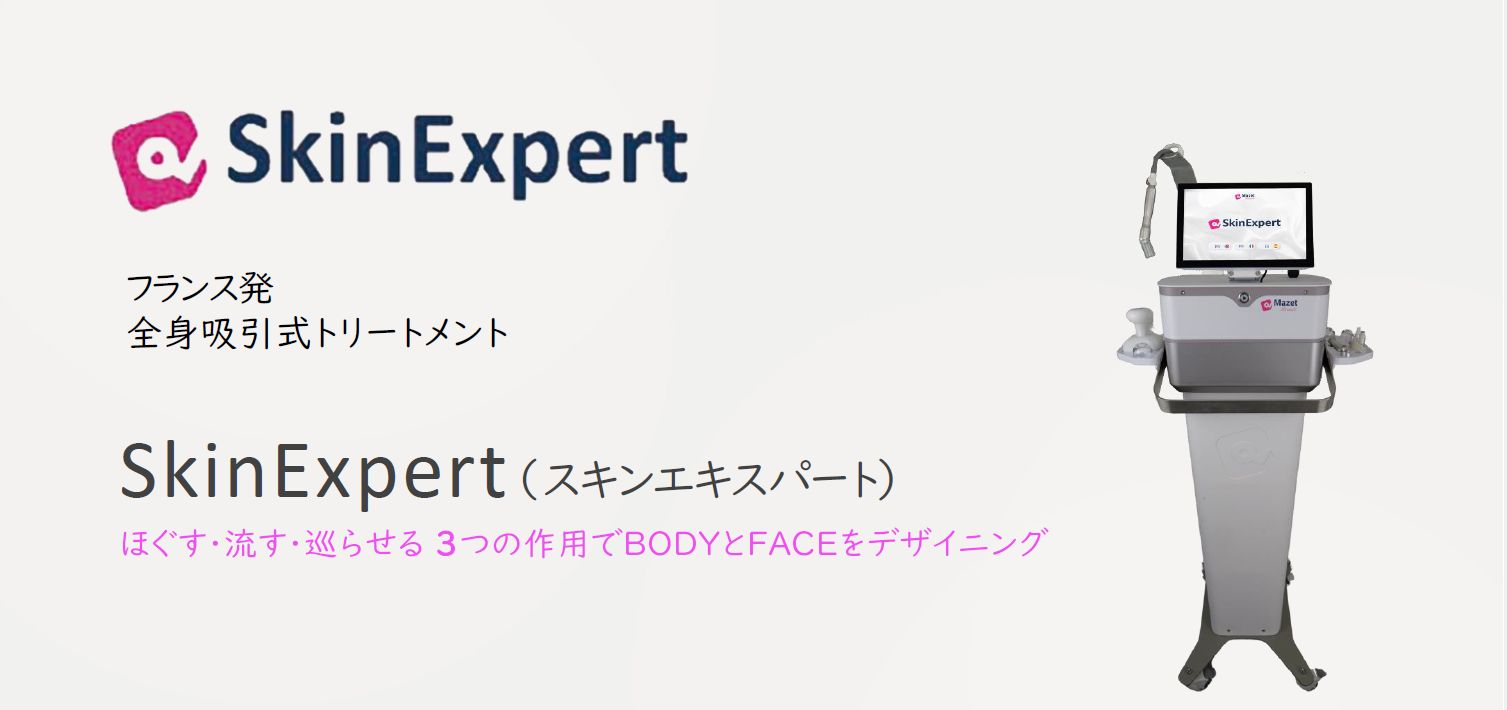 SkinExpert
フランス発
全身吸引式トリートメント
SkinExpert（スキンエキスパート）
ほぐす・流す・巡らせる 3つの作用でBODYとFACEをデザイニング
Mazet
SkinExpert
Mazet